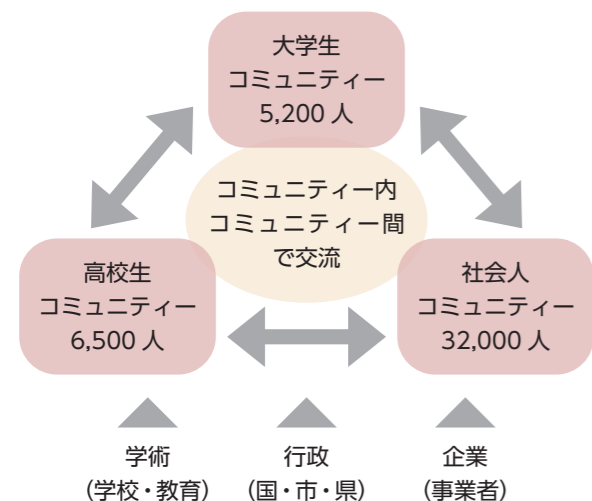 大学生
コミュニティー
5,200 人
コミュニティー内
コミュニティー間
で交流
高校生
コミュニティー
6,500 人
社会人
コミュニティー
32,000 人
学術
（学校・教育）
行政
（国・市・県）
企業
（事業者）